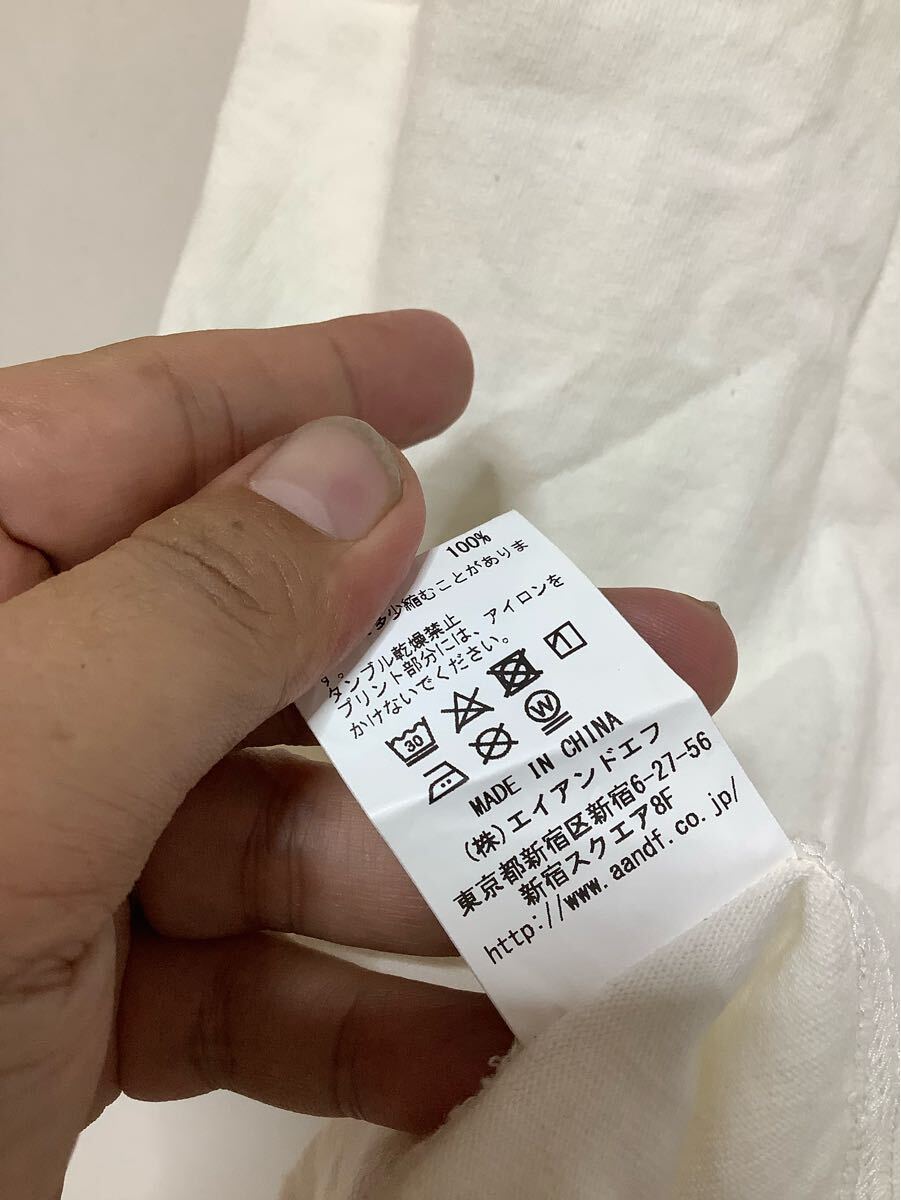 100%
多少縮むことがありま
す。
タンブル乾燥禁止
プリント部分には、アイロンを
かけないでください。
30
W
MADE IN CHINA
(株)エイアンドエフ
東京都新宿区新宿6-27-56
新宿スクエア8F
http://www.aandf.co.jp/